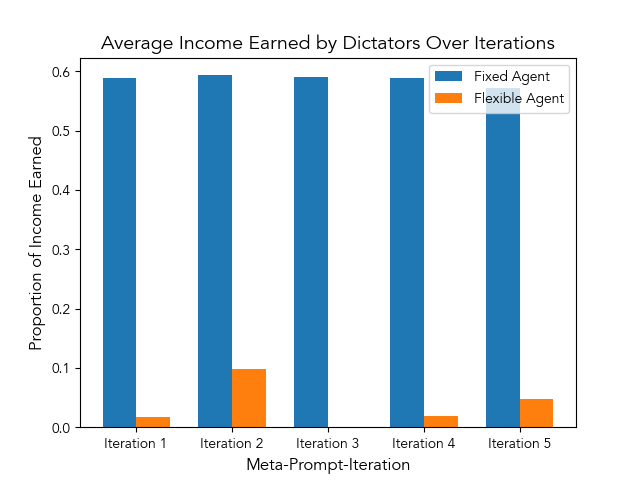 Average Income Earned by Dictators Over Iterations
Fixed Agent
Flexible Agent
Proportion of Income Earned
0.6
0.5
0.4
0.3
0.2
0.1
0.0
Iteration 1
Iteration 2
Iteration 3
Iteration 4
Iteration 5
Meta-Prompt-Iteration